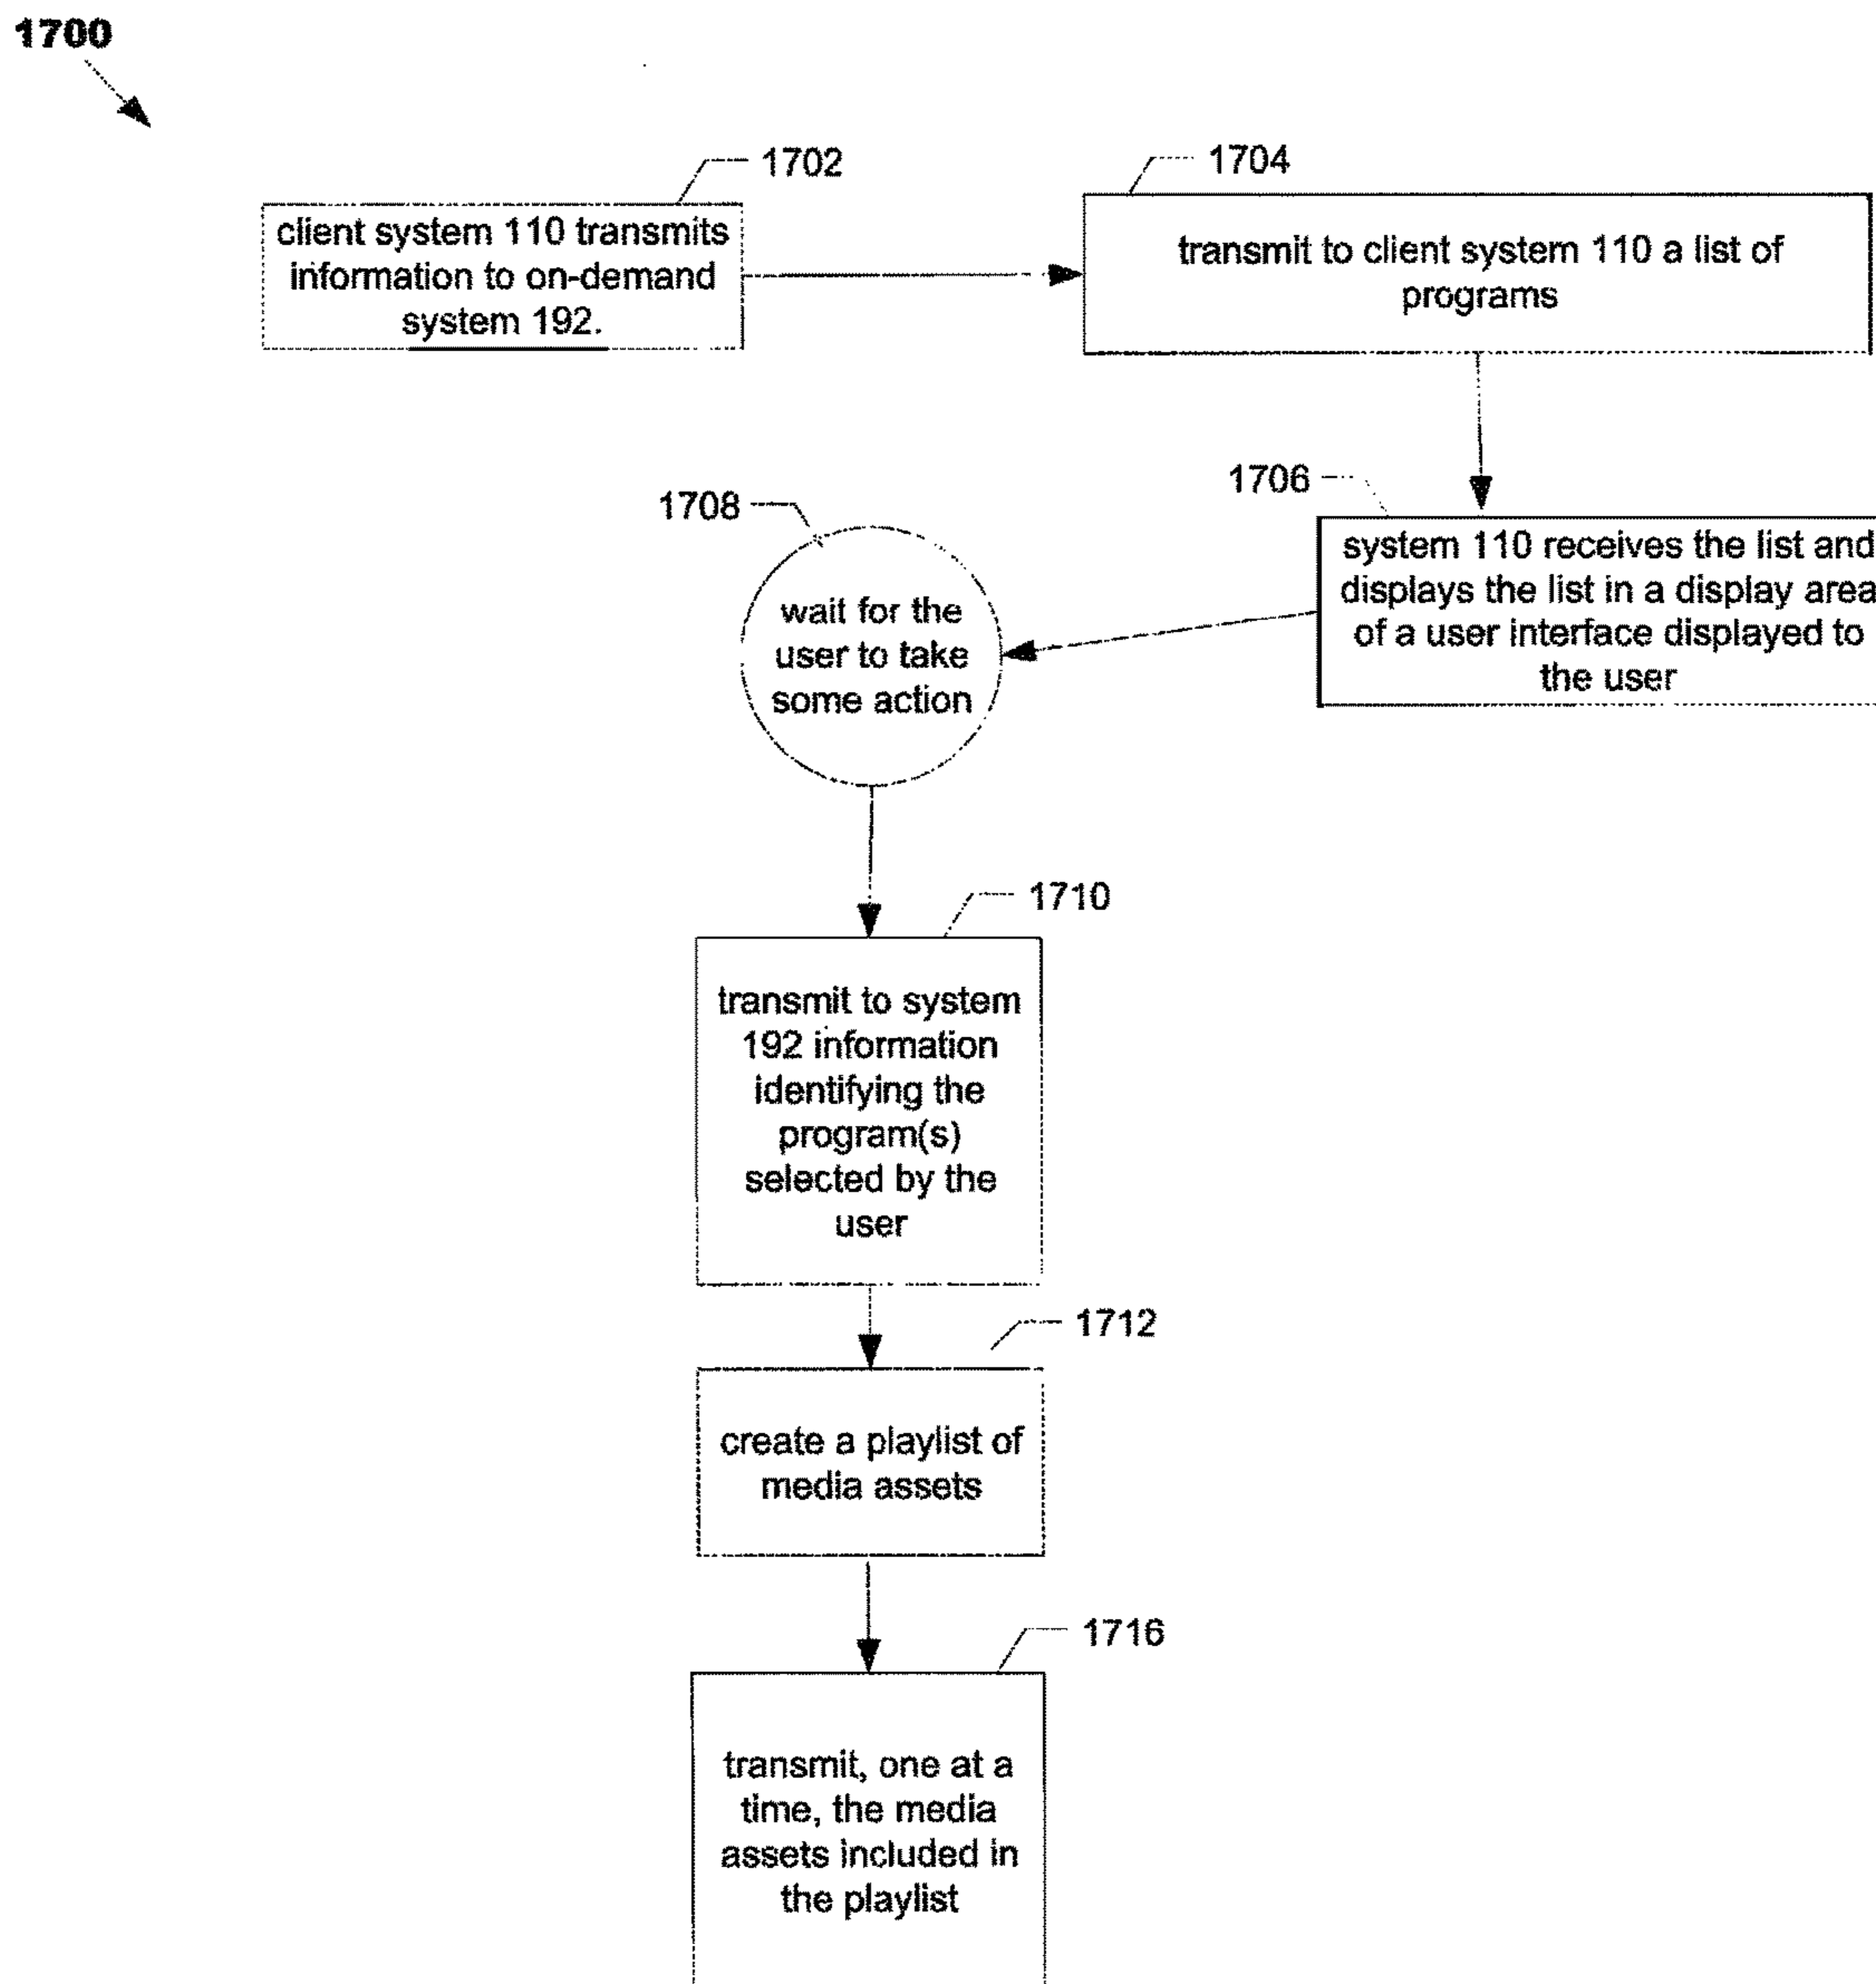 1700
1702
client system 110 transmits
information to on-demand
system 192.
1704
transmit to client system 110 a list of
programs
1706
system 110 receives the list and
displays the list in a display area
of a user interface displayed to
the user
1708
wait for the
user to take
some action
1710
transmit to system
192 information
identifying the
program(s)
selected by the
user
1712
create a playlist of
media assets
1716
transmit, one at a
time, the media
assets included in
the playlist